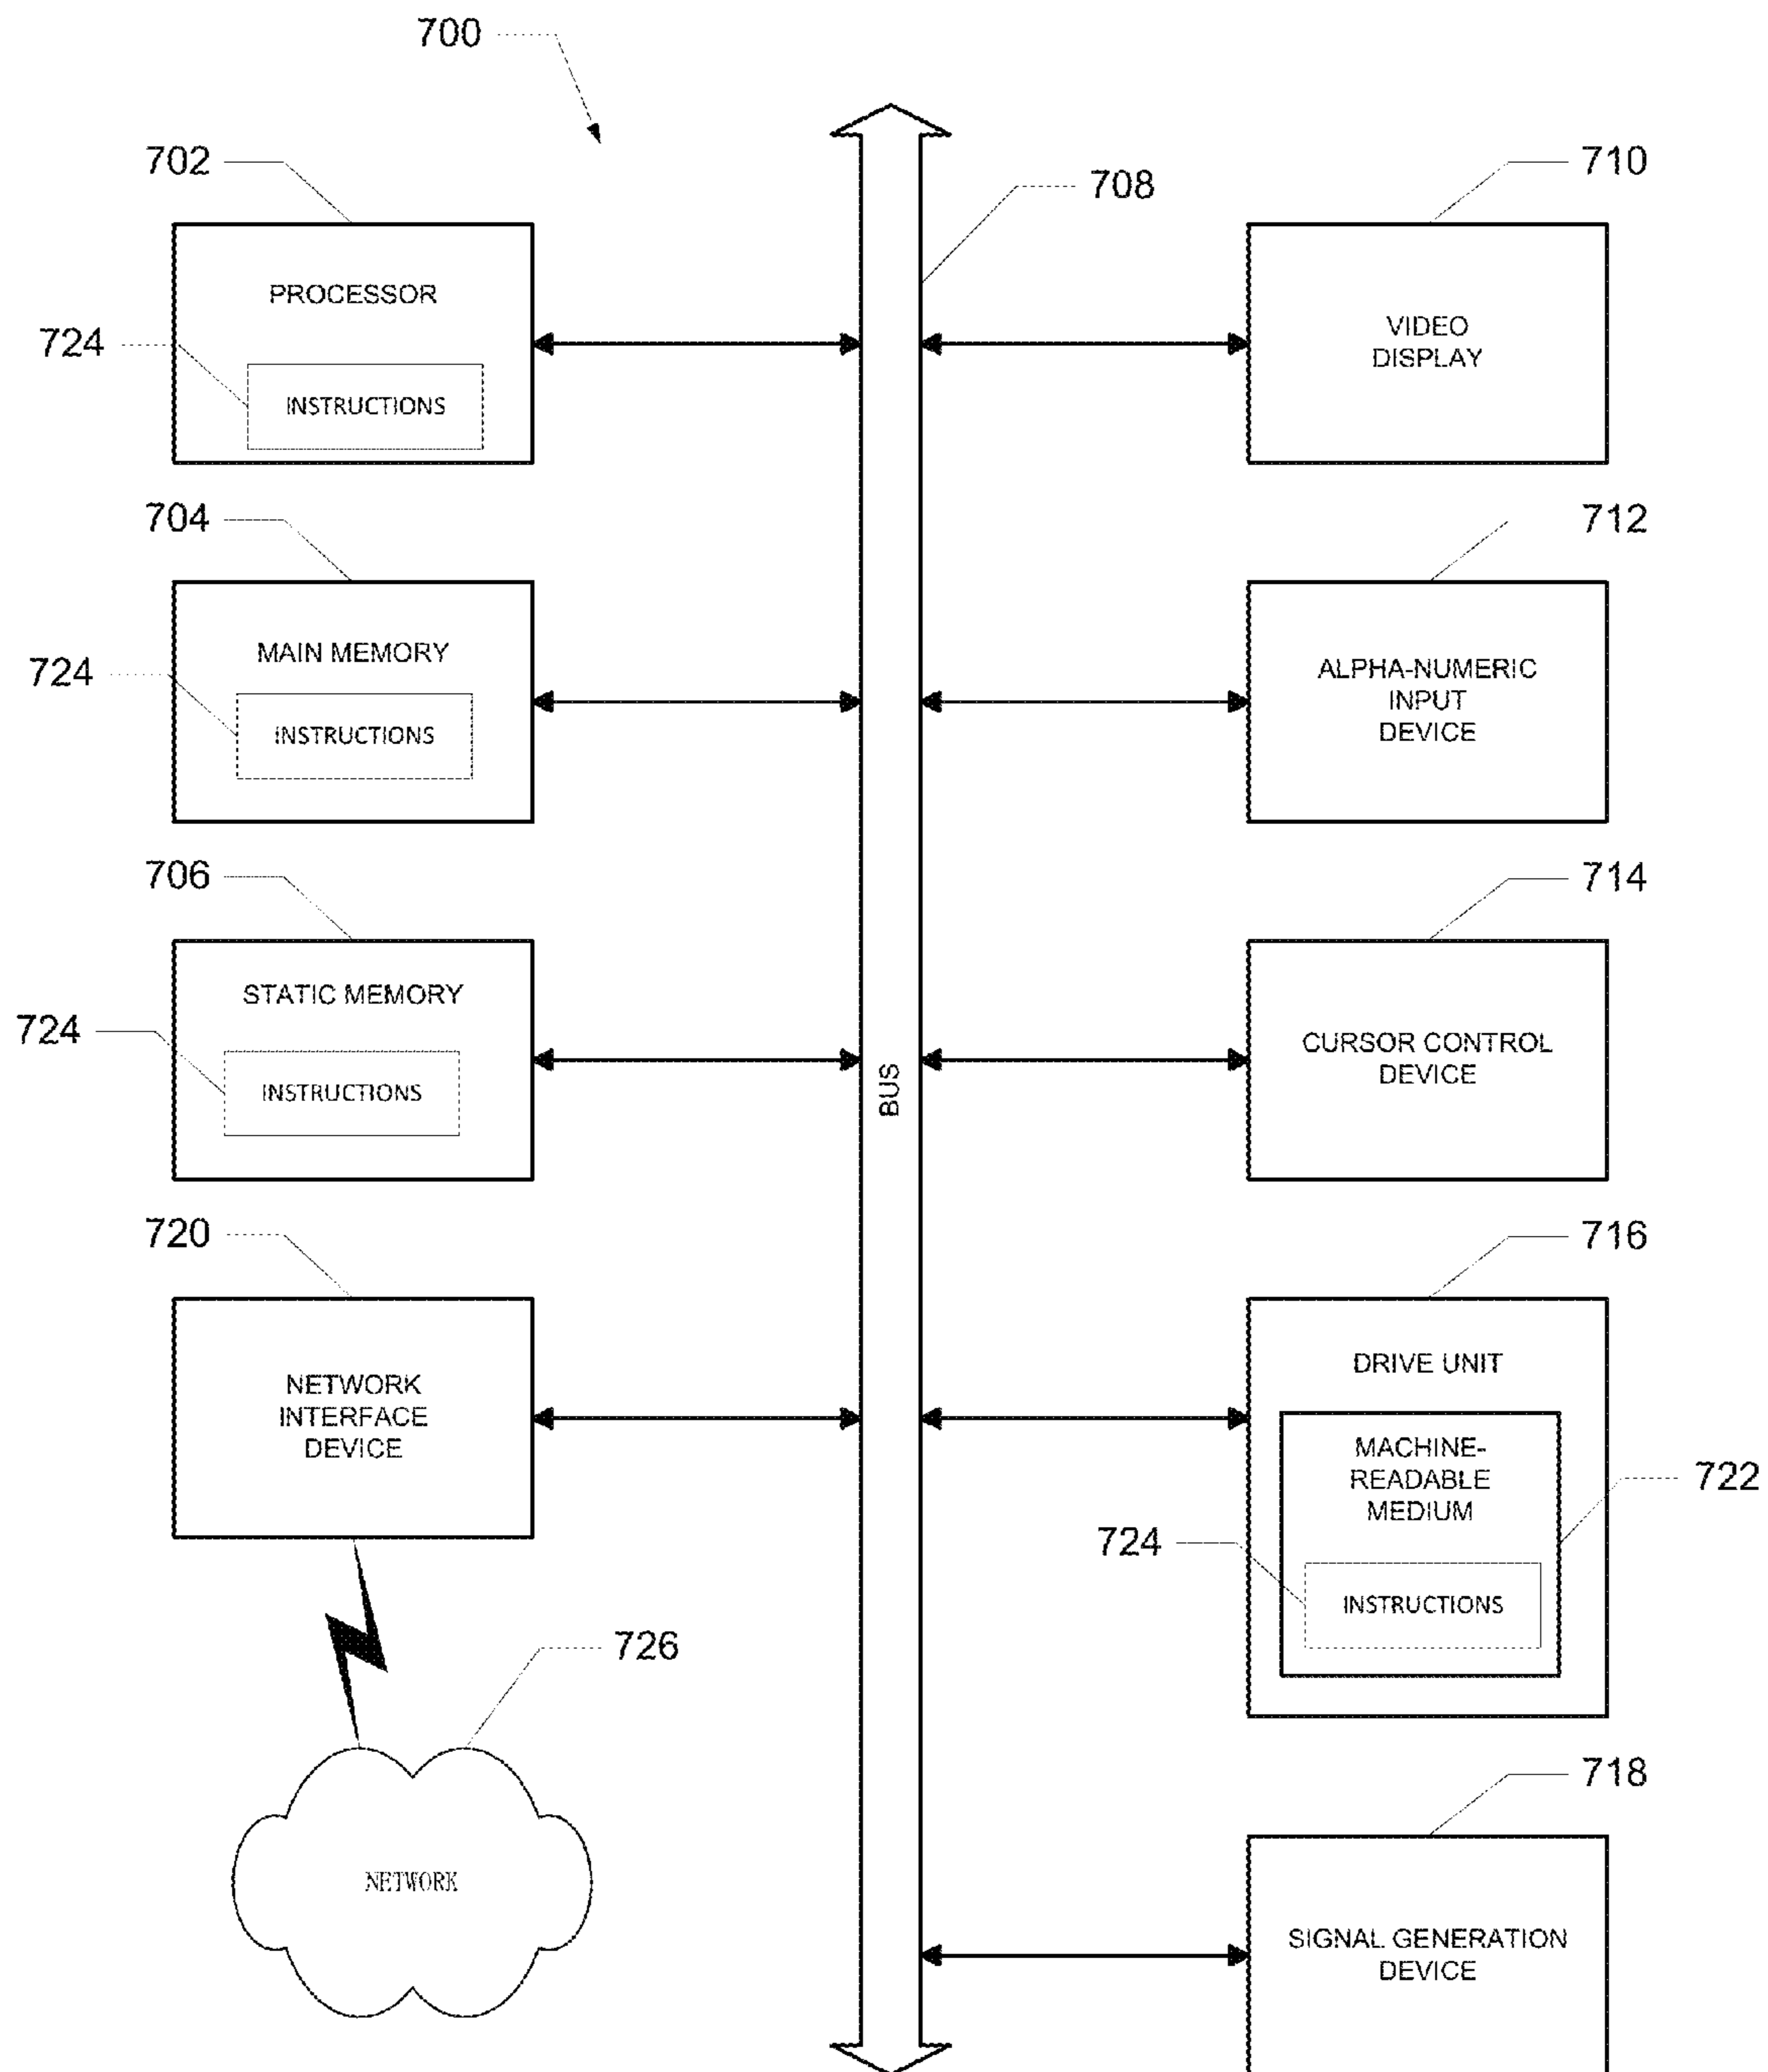 700
702
708
710
PROCESSOR
724
INSTRUCTIONS
VIDEO
DISPLAY
704
712
MAIN MEMORY
724
INSTRUCTIONS
ALPHA-NUMERIC
INPUT
DEVICE
706
714
STATIC MEMORY
724
INSTRUCTIONS
BUS
CURSOR CONTROL
DEVICE
720
716
NETWORK
INTERFACE
DEVICE
DRIVE UNIT
MACHINE-
READABLE
MEDIUM
722
724
INSTRUCTIONS
726
NETWORK
718
SIGNAL GENERATION
DEVICE